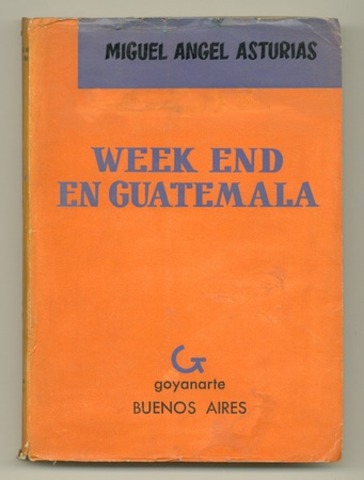 MIGUEL ANGEL ASTURIAS
WEEK END
EN GUATEMALA
goyanarte
BUENOS AIRES